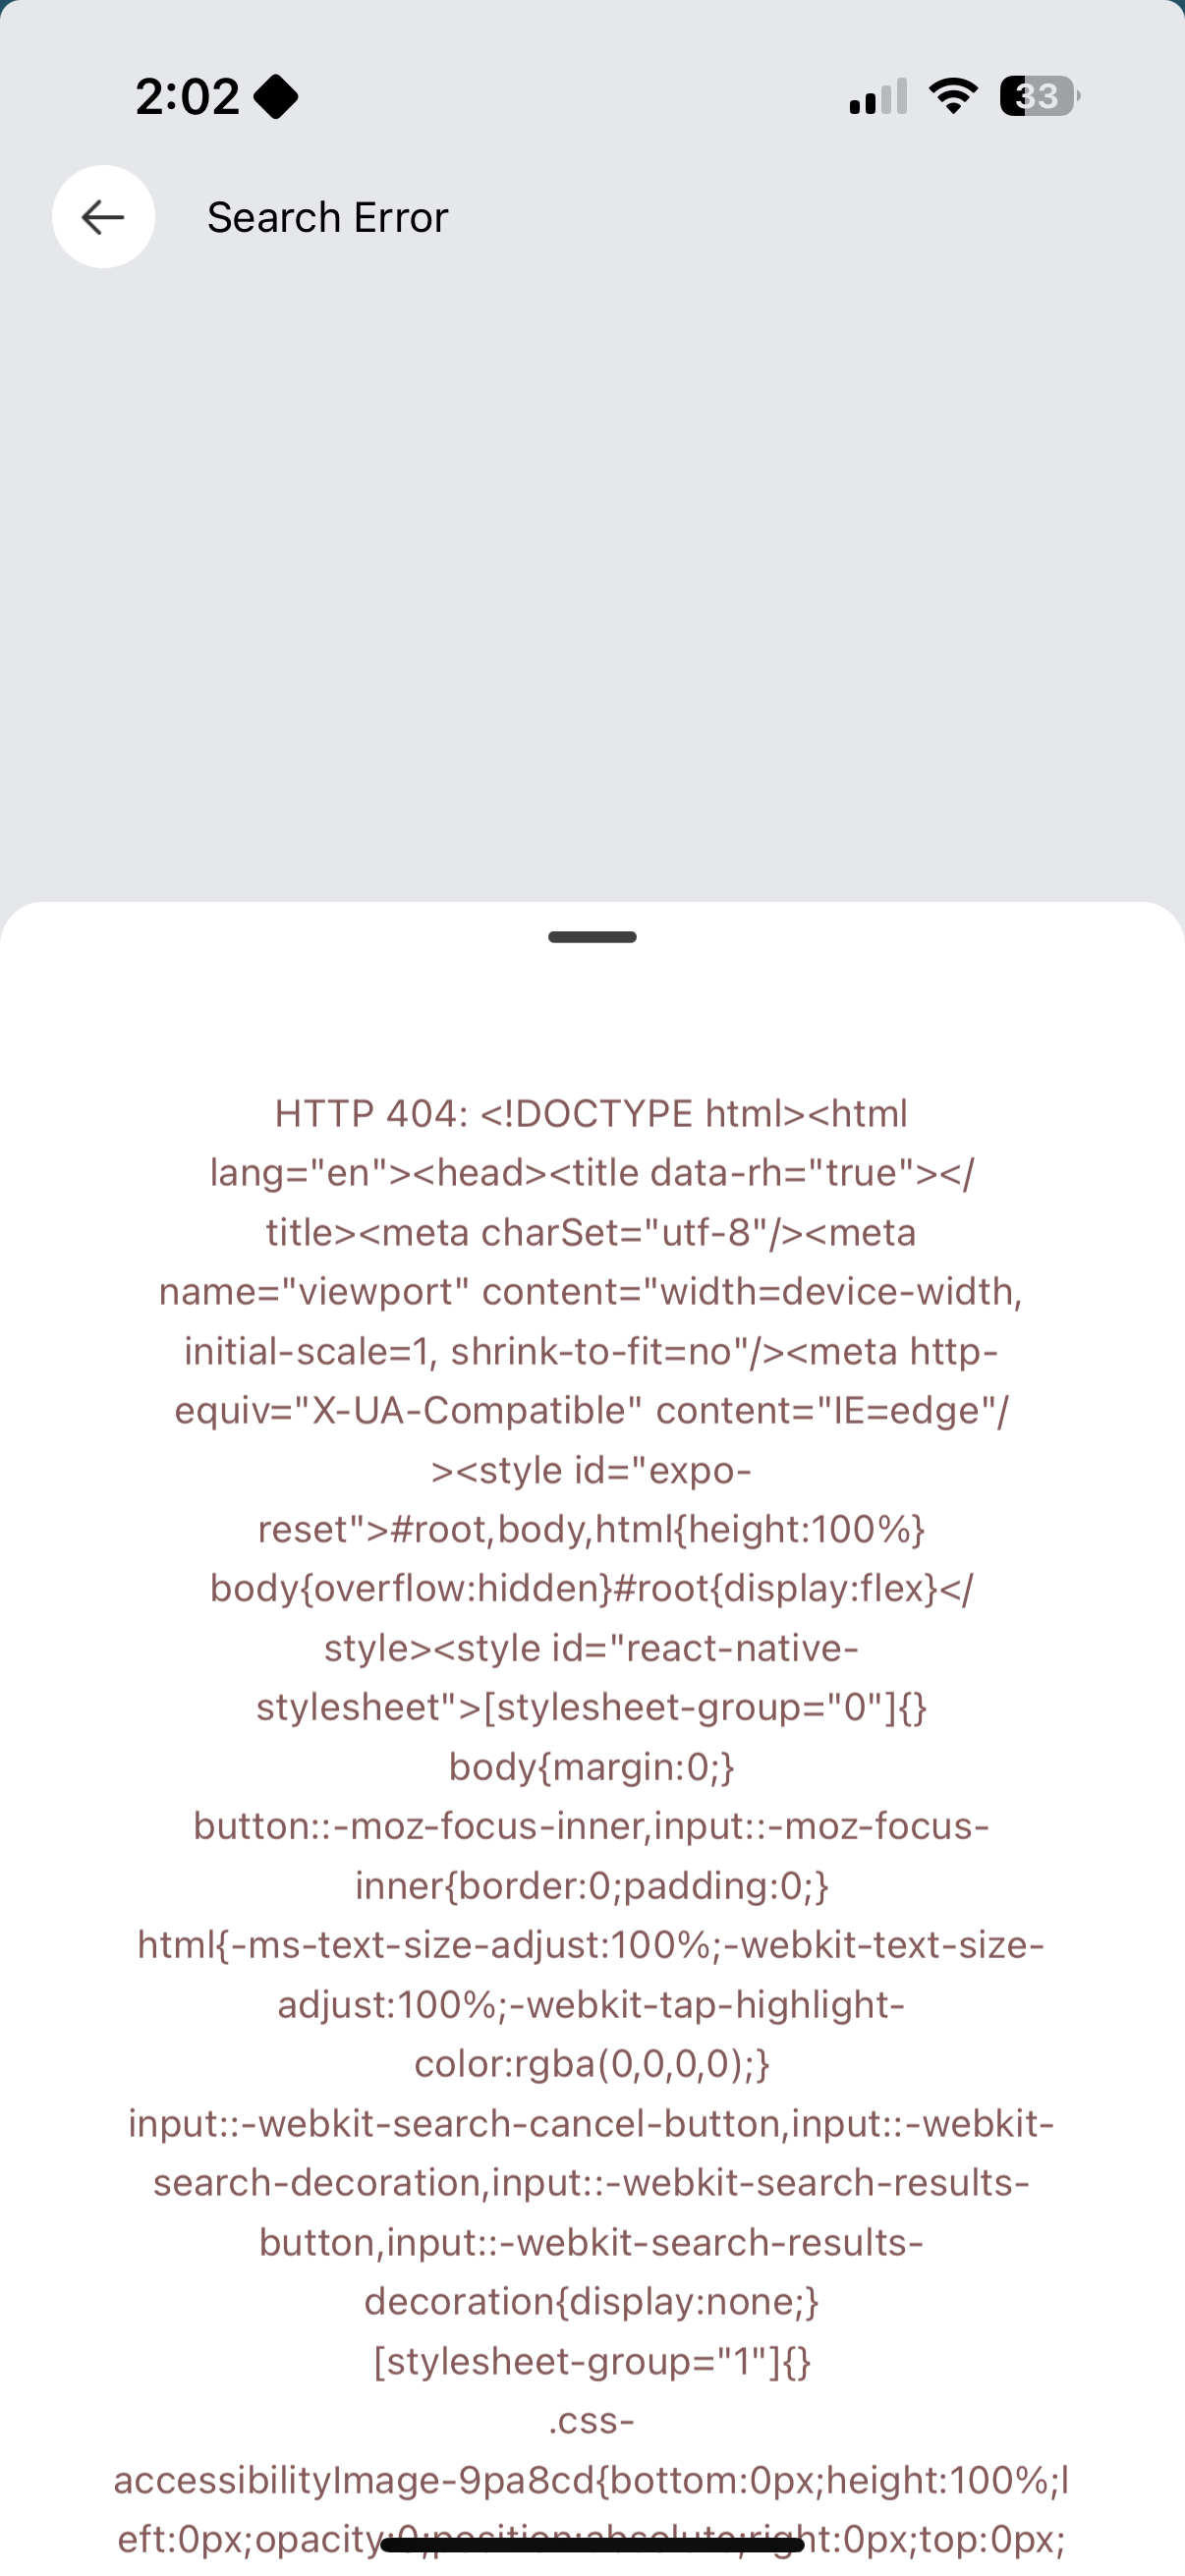 2:02
33
Search Error
HTTP 404: <!DOCTYPE html><html
lang="en"><head><title data-rh="true"></
title><meta charSet="utf-8"/><meta
name="viewport" content="width=device-width,
initial-scale=1, shrink-to-fit=no"/><meta http-
equiv="X-UA-Compatible" content="IE=edge"/
><style id="expo-
reset">#root,body,html{height:100%}
body{overflow:hidden}#root{display:flex}</
style><style id="react-native-
stylesheet">[stylesheet-group="0"]{}
body{margin:0;}
button::-moz-focus-inner,input::-moz-focus-
inner{border:0;padding:0;}
html{-ms-text-size-adjust:100%;-webkit-text-size-
adjust:100%;-webkit-tap-highlight-
color:rgba(0,0,0,0);}
input::-webkit-search-cancel-button,input::-webkit-
search-decoration,input::-webkit-search-results-
button,input::-webkit-search-results-
decoration{display:none;}
[stylesheet-group="1"]{}
.css-
accessibilityImage-9pa8cd{bottom:0px;height:100%;l
eft:0px;opacity:0;position:absolute;right:0px;top:0px;